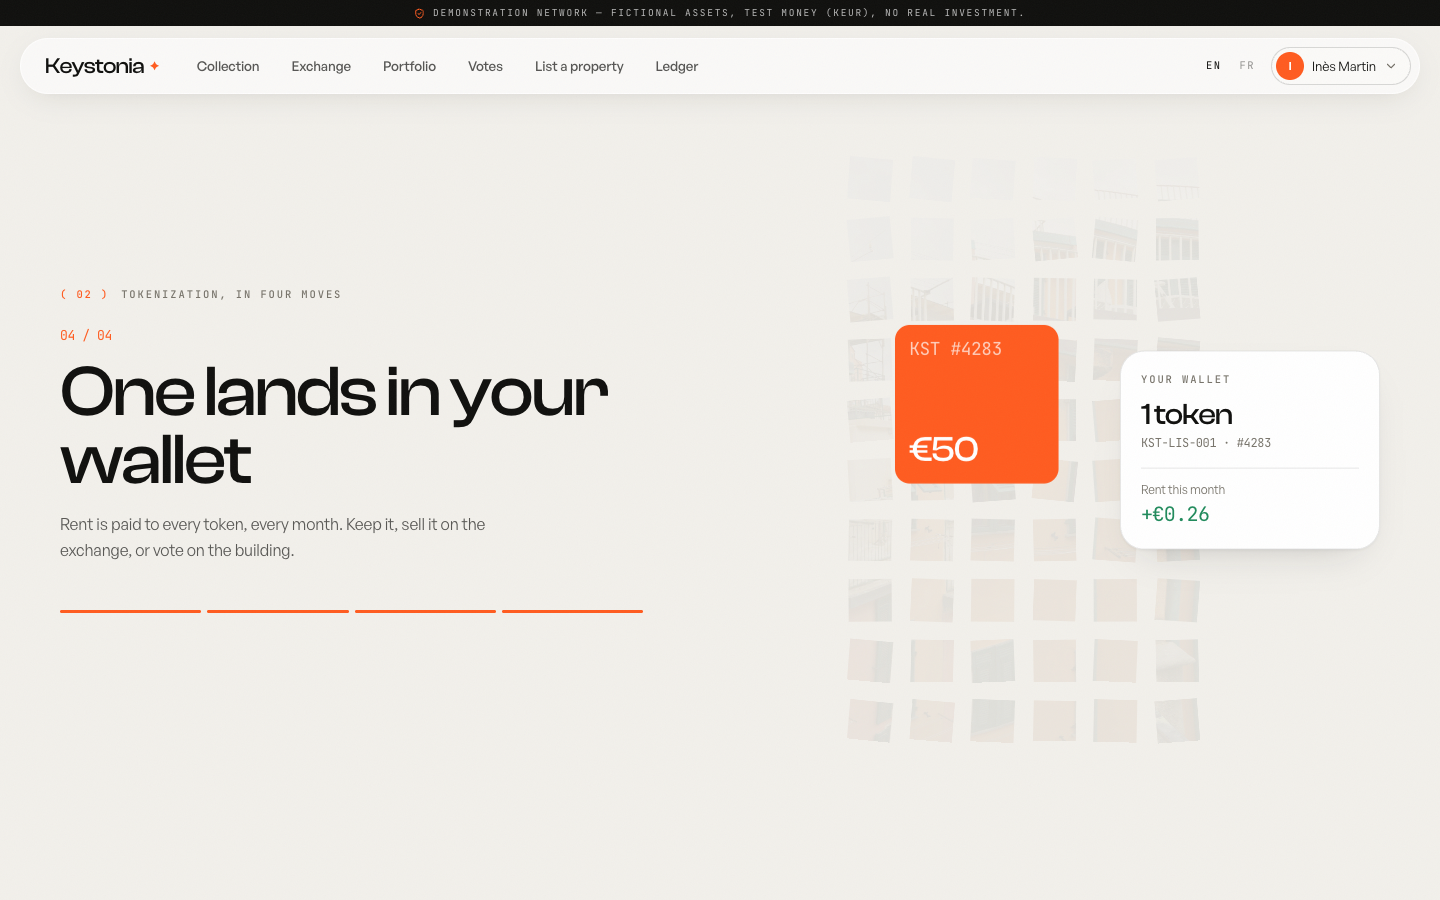 DEMONSTRATION NETWORK — FICTIONAL ASSETS, TEST MONEY (KEUR), NO REAL INVESTMENT.
Keystonia
Collection
Exchange
Portfolio
Votes
List a property
Ledger
EN
FR
I
Inès Martin
( 02 ) TOKENIZATION, IN FOUR MOVES
04 / 04
One lands in your
wallet
Rent is paid to every token, every month. Keep it, sell it on the
exchange, or vote on the building.
KST #4283
€50
YOUR WALLET
1 token
KST-LIS-001 · #4283
Rent this month
+€0.26